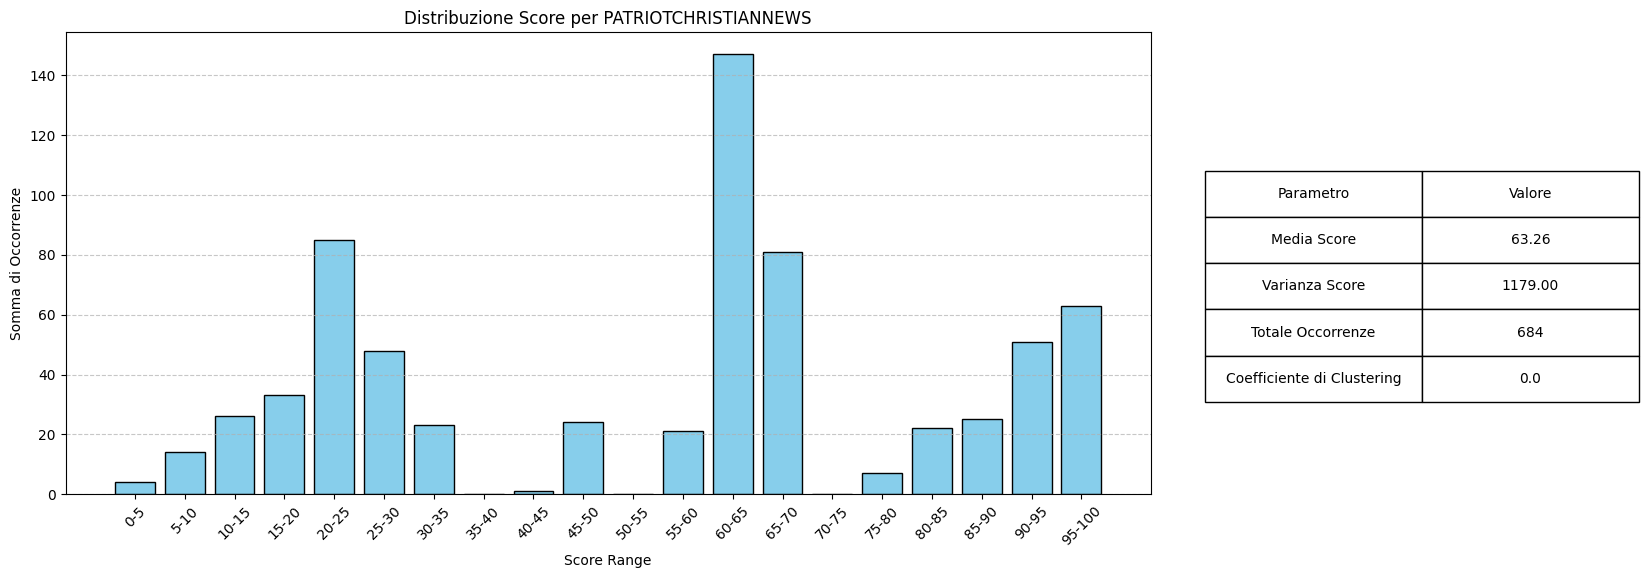 Distribuzione Score per PATRIOTCHRISTIANNEWS
Somma di Occorrenze
140
120
100
80
60
40
20
0
0-5 5-10 10-15 15-20 20-25 25-30 30-35 35-40 40-45 45-50 50-55 55-60 60-65 65-70 70-75 75-80 80-85 85-90 90-95 95-100
Score Range
Parametro Valore
Media Score 63.26
Varianza Score 1179.00
Totale Occorrenze 684
Coefficiente di Clustering 0.0